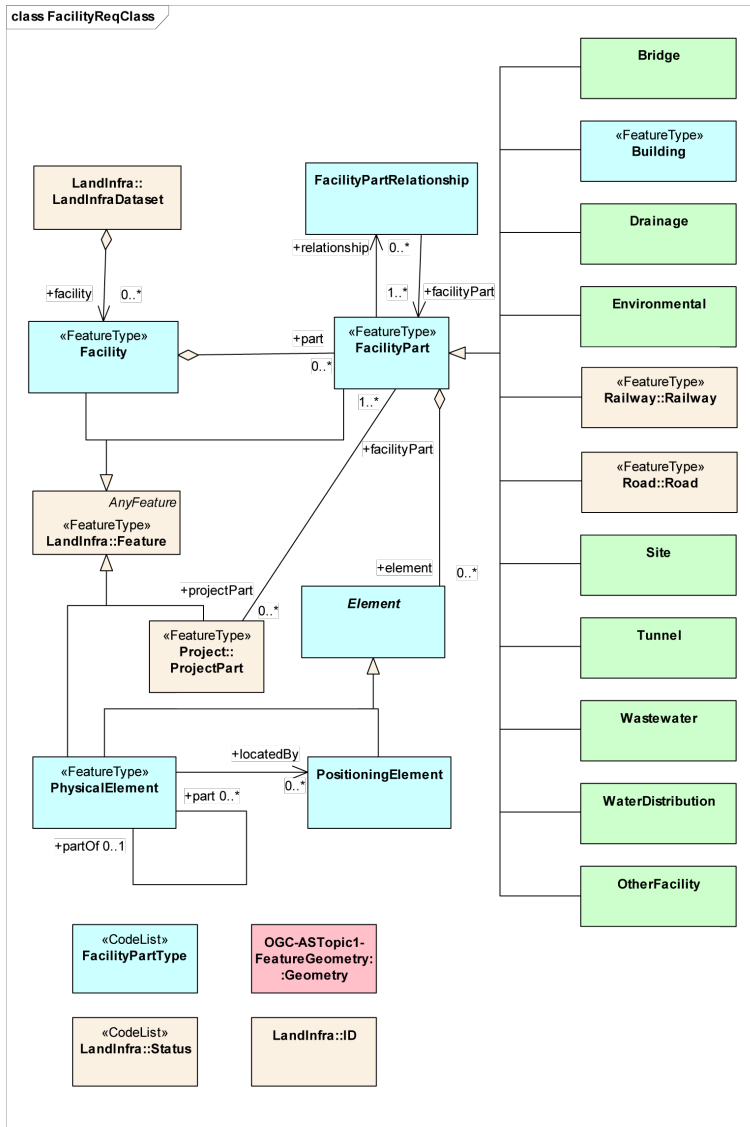 class FacilityReqClass
Bridge
«FeatureType»
Building
LandInfra::
LandInfraDataset
FacilityPartRelationship
Drainage
+relationship
0..*
+facility
0..*
1..*
+facilityPart
Environmental
«FeatureType»
Facility
+part
0..*
«FeatureType»
FacilityPart
«FeatureType»
Railway::Railway
1..*
+facilityPart
«FeatureType»
Road::Road
AnyFeature
«FeatureType»
LandInfra::Feature
Site
+element
0..*
+projectPart
0..*
Element
«FeatureType»
Project::
ProjectPart
Tunnel
Wastewater
+locatedBy
0..*
«FeatureType»
PhysicalElement
PositioningElement
+part 0..*
+partOf 0..1
WaterDistribution
OtherFacility
«CodeList»
FacilityPartType
OGC-ASTopic1-
FeatureGeometry:
:Geometry
«CodeList»
LandInfra::Status
LandInfra::ID